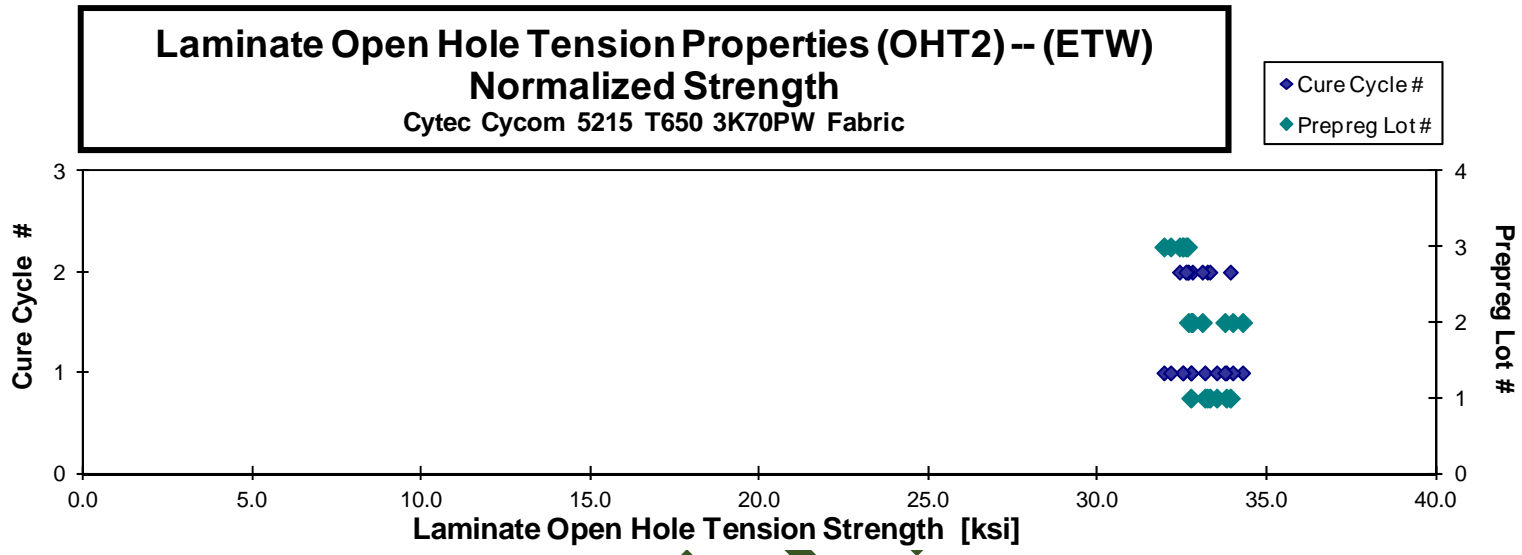 Laminate Open Hole Tension Properties (OHT2) -- (ETW)
Normalized Strength
Cytec Cycom 5215 T650 3K70PW Fabric
Cure Cycle #
Prepreg Lot #
3
2
1
0
Cure Cycle #
4
3
2
1
0
Prepreg Lot #
0.0 5.0 10.0 15.0 20.0 25.0 30.0 35.0 40.0
Laminate Open Hole Tension Strength [ksi]